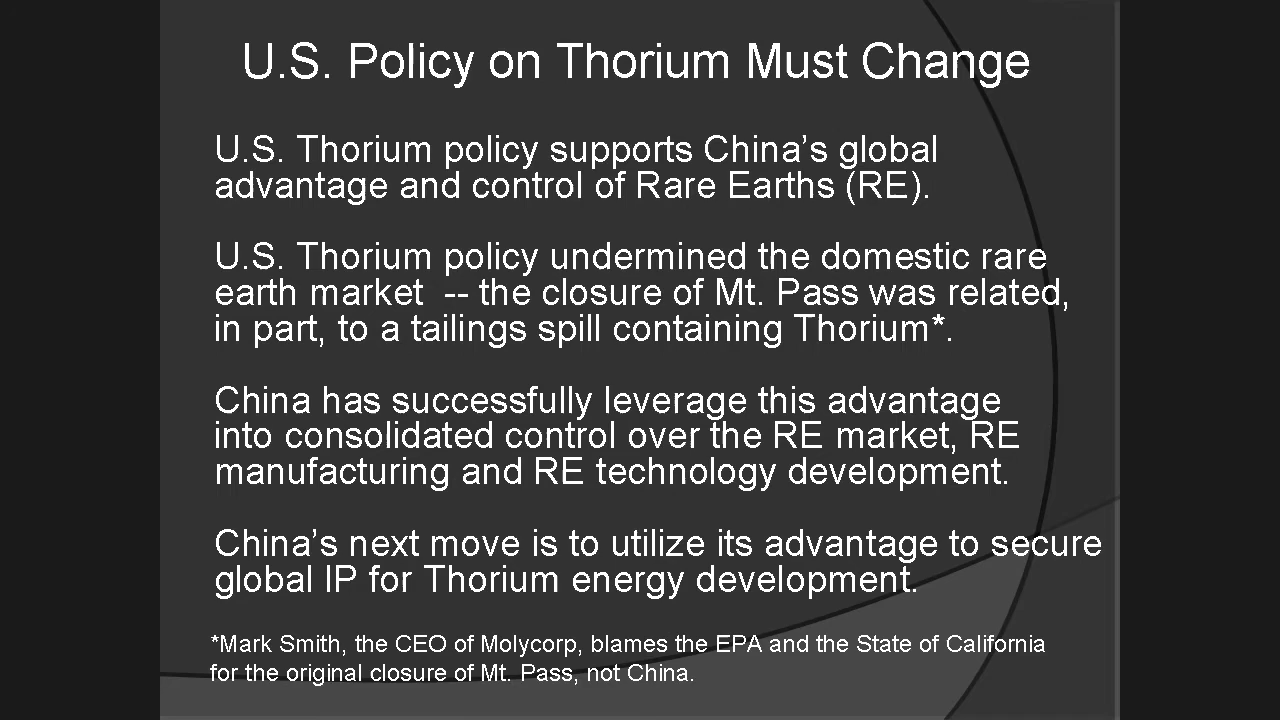 U.S. Policy on Thorium Must Change
U.S. Thorium policy supports China's global
advantage and control of Rare Earths (RE).
U.S. Thorium policy undermined the domestic rare
earth market  -- the closure of Mt. Pass was related,
in part, to a tailings spill containing Thorium*.
China has successfully leverage this advantage
into consolidated control over the RE market, RE
manufacturing and RE technology development.
China's next move is to utilize its advantage to secure
global IP for Thorium energy development.
*Mark Smith, the CEO of Molycorp, blames the EPA and the State of California
for the original closure of Mt. Pass, not China.